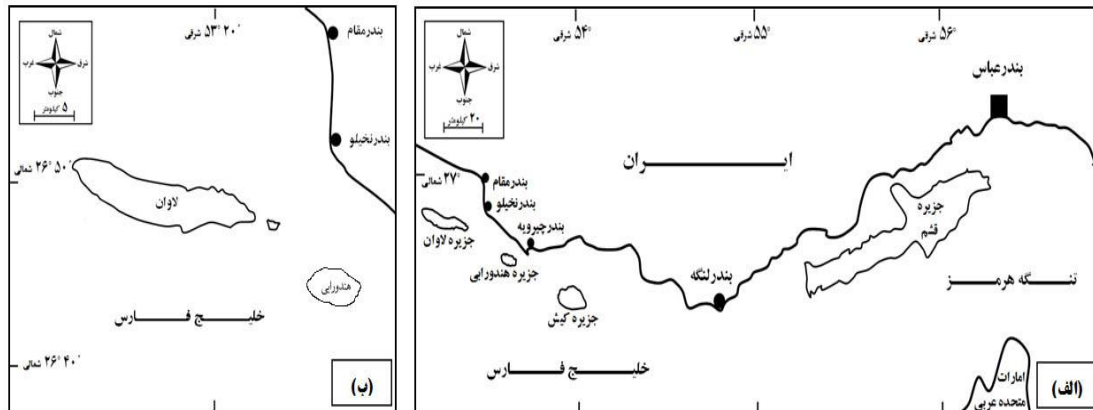 ۵۴° شرقی
۵۵° شرقی
۵۶° شرقی
شمال
شرق
غرب
جنوب
۲۰ کیلومتر
بندرعباس
ایران
۲۷° شمالی
بندرمقام
بندرنخیلو
بندرچیرویه
جزیره لاوان
جزیره هندورابی
جزیره کیش
بندرلنگه
جزیره
قشم
تنگه هرمز
خلیج فارس
امارات
متحده عربی
(الف)
۵۳° ۲۰´ شرقی
شمال
شرق
غرب
جنوب
۵ کیلومتر
بندرمقام
بندرنخیلو
۲۶° ۵۰´ شمالی
لاوان
هندورابی
خلیج فارس
۲۶° ۴۰´ شمالی
(ب)